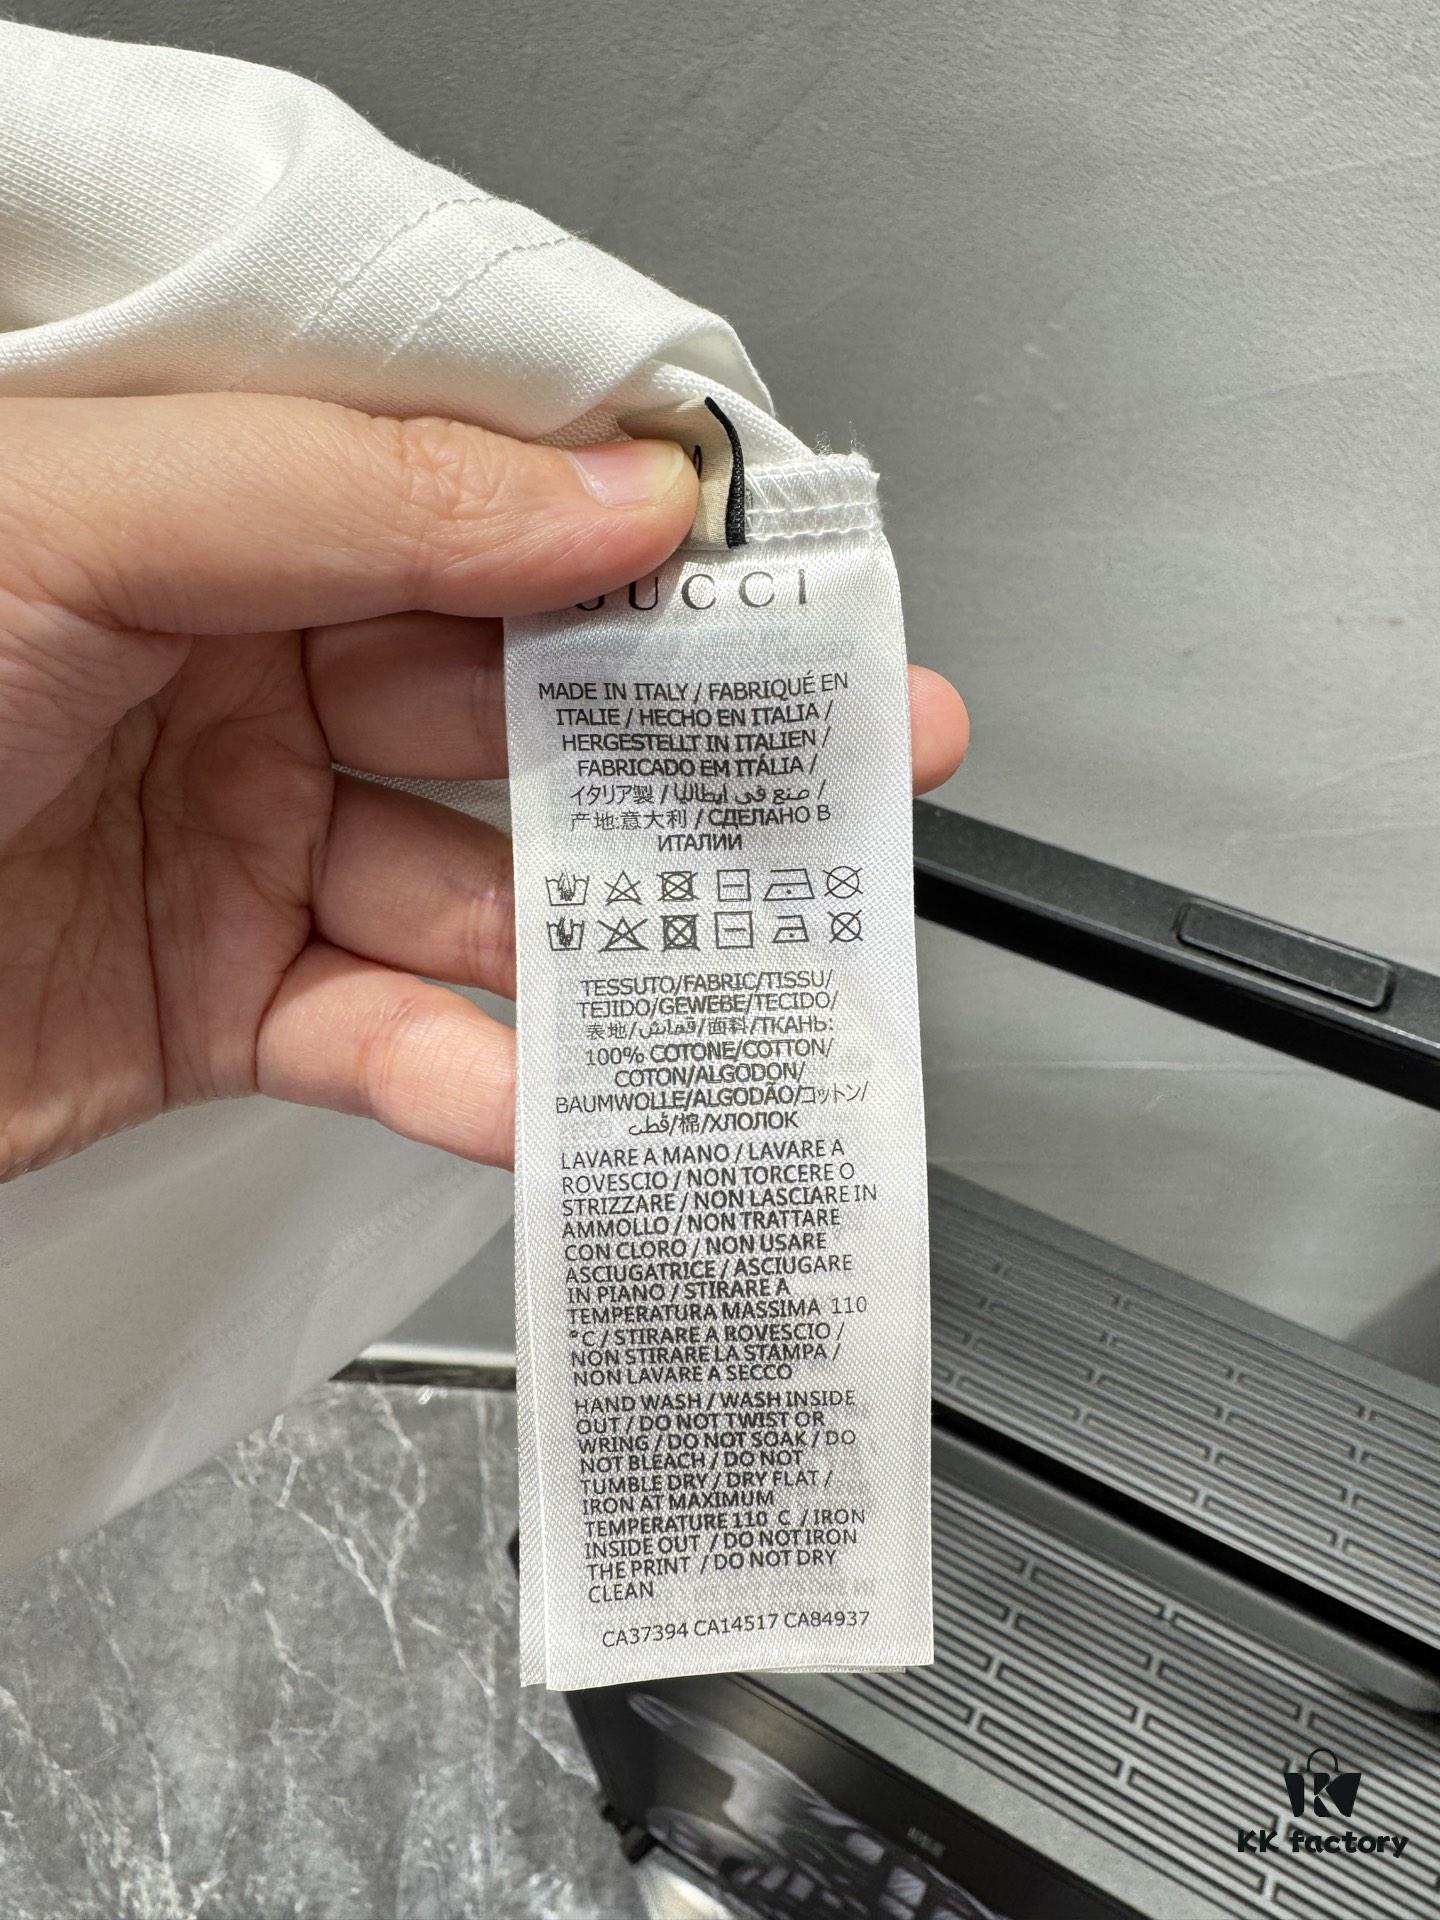 GUCCI
MADE IN ITALY / FABRIQUÉ EN
ITALIE / HECHO EN ITALIA /
HERGESTELLT IN ITALIEN /
FABRICADO EM ITÁLIA /
イタリア製 / صنع في ايطاليا /
产地:意大利 / СДЕЛАНО В
ИТАЛИИ
TESSUTO/FABRIC/TISSU/
TEJIDO/GEWEBE/TECIDO/
表地/قماش/面料/ТКАНЬ:
100% COTONE/COTTON/
COTON/ALGODON/
BAUMWOLLE/ALGODÃO/コットン/
قطن/棉/ХЛОПОК
LAVARE A MANO / LAVARE A
ROVESCIO / NON TORCERE O
STRIZZARE / NON LASCIARE IN
AMMOLLO / NON TRATTARE
CON CLORO / NON USARE
ASCIUGATRICE / ASCIUGARE
IN PIANO / STIRARE A
TEMPERATURA MASSIMA 110
°C / STIRARE A ROVESCIO /
NON STIRARE LA STAMPA /
NON LAVARE A SECCO
HAND WASH / WASH INSIDE
OUT / DO NOT TWIST OR
WRING / DO NOT SOAK / DO
NOT BLEACH / DO NOT
TUMBLE DRY / DRY FLAT /
IRON AT MAXIMUM
TEMPERATURE 110 C / IRON
INSIDE OUT / DO NOT IRON
THE PRINT / DO NOT DRY
CLEAN
CA37394 CA14517 CA84937
KK factory